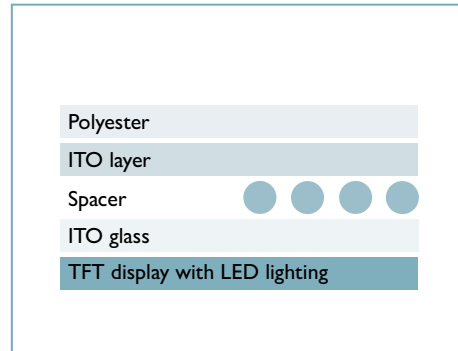 Polyester
ITO layer
Spacer
ITO glass
TFT display with LED lighting